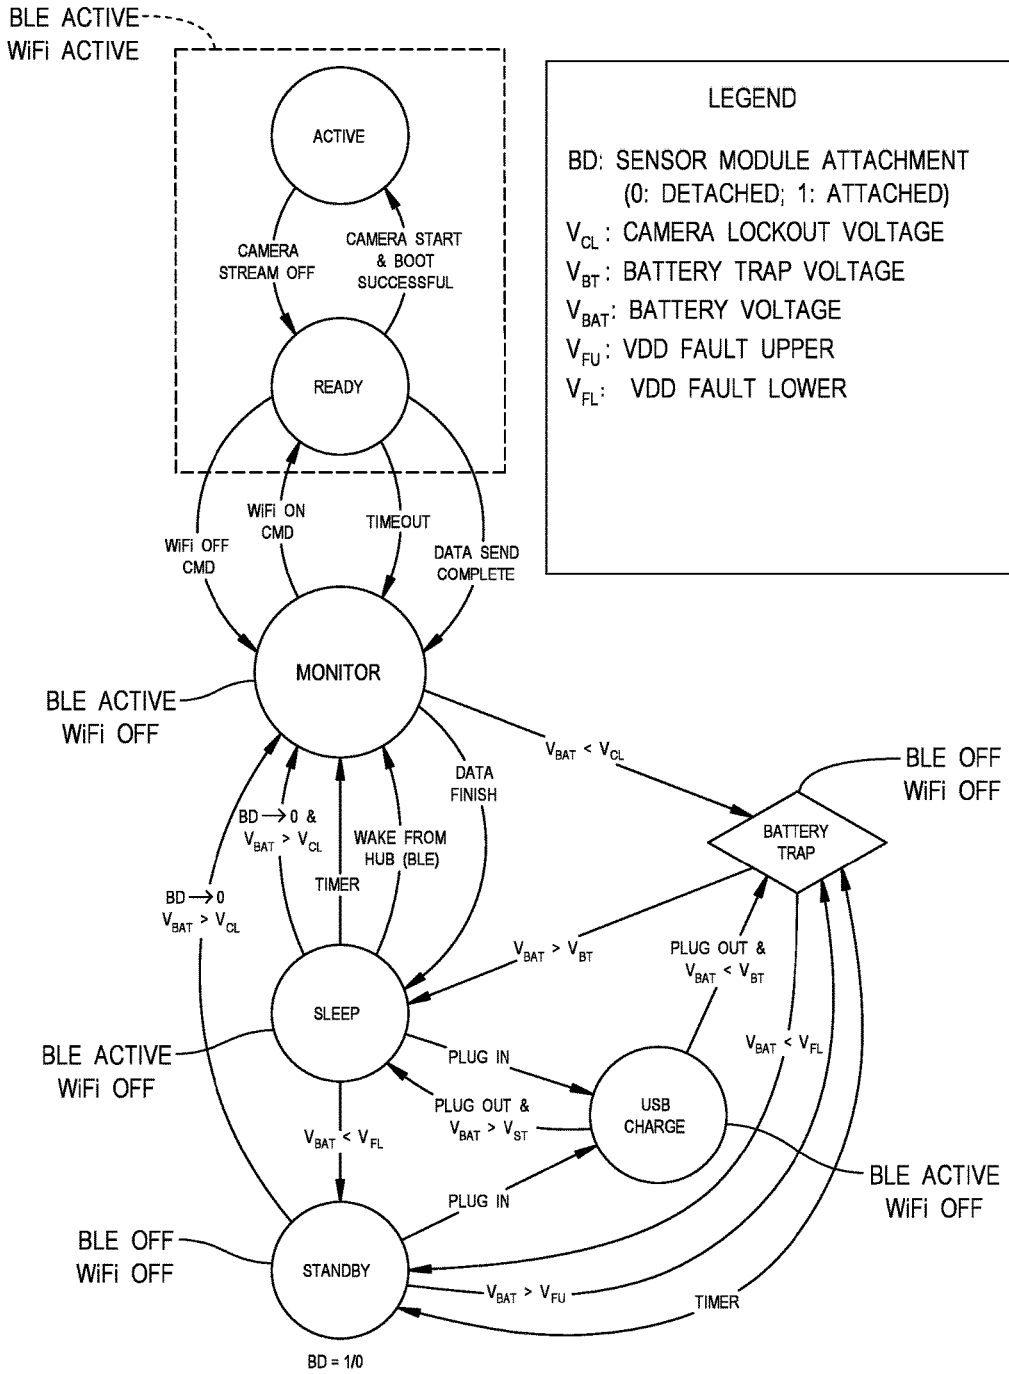 BLE ACTIVE
WiFi ACTIVE
ACTIVE
CAMERA
STREAM OFF
CAMERA START
& BOOT
SUCCESSFUL
READY
LEGEND
BD: SENSOR MODULE ATTACHMENT
(0: DETACHED; 1: ATTACHED)
V_CL: CAMERA LOCKOUT VOLTAGE
V_BT: BATTERY TRAP VOLTAGE
V_BAT: BATTERY VOLTAGE
V_FU: VDD FAULT UPPER
V_FL: VDD FAULT LOWER
WiFi OFF
CMD
WiFi ON
CMD
TIMEOUT
DATA SEND
COMPLETE
MONITOR
BLE ACTIVE
WiFi OFF
V_BAT < V_CL
BLE OFF
WiFi OFF
BATTERY
TRAP
DATA
FINISH
BD→0 &
V_BAT > V_CL
TIMER
WAKE FROM
HUB (BLE)
BD→0
V_BAT > V_CL
V_BAT > V_BT
PLUG OUT &
V_BAT < V_BT
SLEEP
BLE ACTIVE
WiFi OFF
PLUG IN
PLUG OUT &
V_BAT > V_ST
V_BAT < V_FL
USB
CHARGE
V_BAT < V_FL
BLE ACTIVE
WiFi OFF
PLUG IN
BLE OFF
WiFi OFF
STANDBY
V_BAT > V_FU
TIMER
BD = 1/0